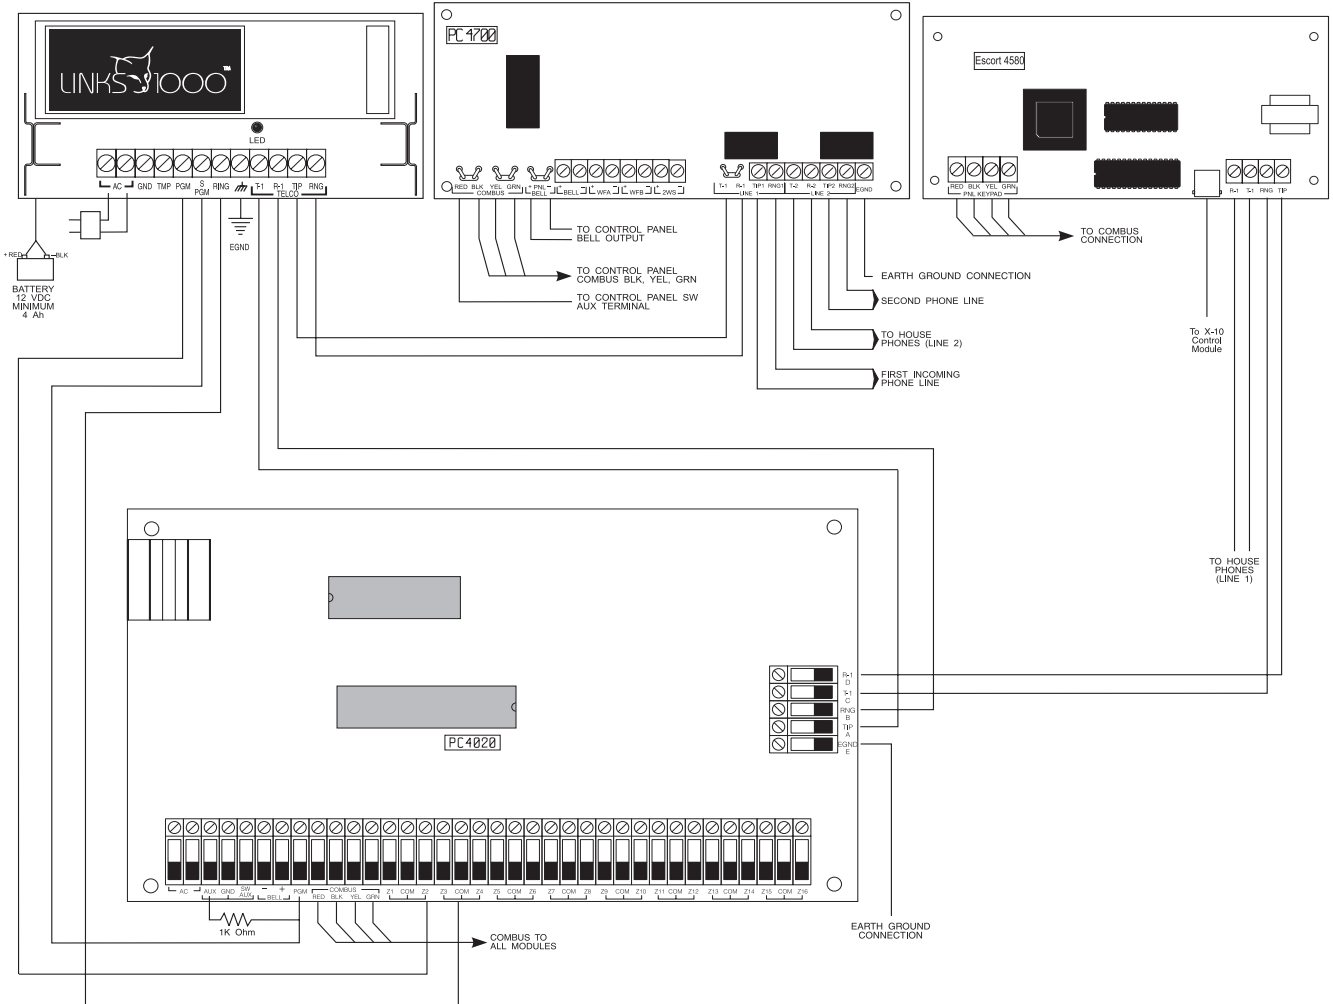 LINKS 1000™
LED
AC GND TMP PGM S PGM RING T-1 R-1 TIP RNG
TELCO
EGND
+ RED
– BLK
BATTERY
12 VDC
MINIMUM
4 Ah
PC4700
RED BLK YEL GRN + PNL – + – + – + – + –
COMBUS BELL BELL WFA WFB 2WS
T-1 R-1 TIP1 RNG1 T-2 R-2 TIP2 RNG2 EGND
LINE 1 LINE 2
TO CONTROL PANEL
BELL OUTPUT
TO CONTROL PANEL
COMBUS BLK, YEL, GRN
TO CONTROL PANEL SW
AUX TERMINAL
EARTH GROUND CONNECTION
SECOND PHONE LINE
TO HOUSE
PHONES (LINE 2)
FIRST INCOMING
PHONE LINE
Escort 4580
RED BLK YEL GRN
PNL KEYPAD
R-1 T-1 RNG TIP
TO COMBUS
CONNECTION
To X-10
Control
Module
TO HOUSE
PHONES
(LINE 1)
R-1
D
T-1
C
RNG
B
TIP
A
EGND
E
PC4020
AC AUX GND SW AUX – + PGM COMBUS Z1 COM Z2 Z3 COM Z4 Z5 COM Z6 Z7 COM Z8 Z9 COM Z10 Z11 COM Z12 Z13 COM Z14 Z15 COM Z16
BELL RED BLK YEL GRN
1K Ohm
COMBUS TO
ALL MODULES
EARTH GROUND
CONNECTION